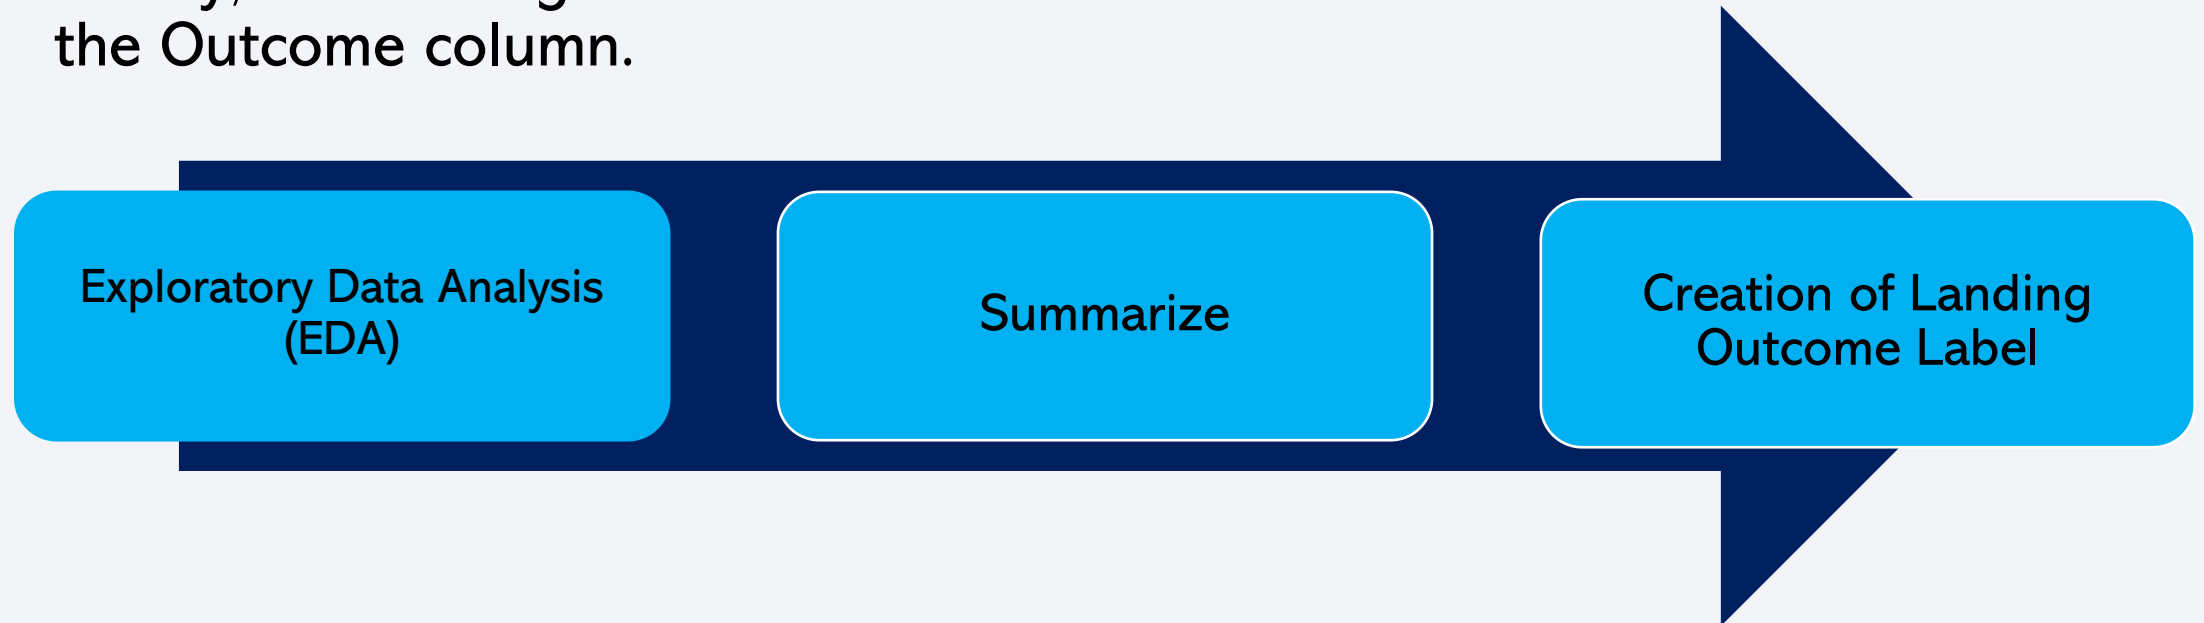 the Outcome column.
Exploratory Data Analysis
(EDA)
Summarize
Creation of Landing
Outcome Label